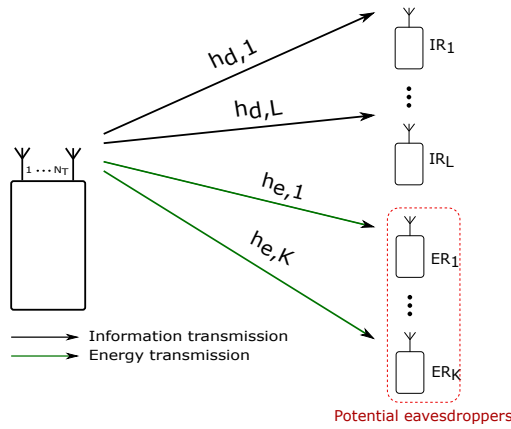 hd,1
IR1
hd,L
IRL
1 ··· NT
he,1
he,K
ER1
ERK
Information transmission
Energy transmission
Potential eavesdroppers